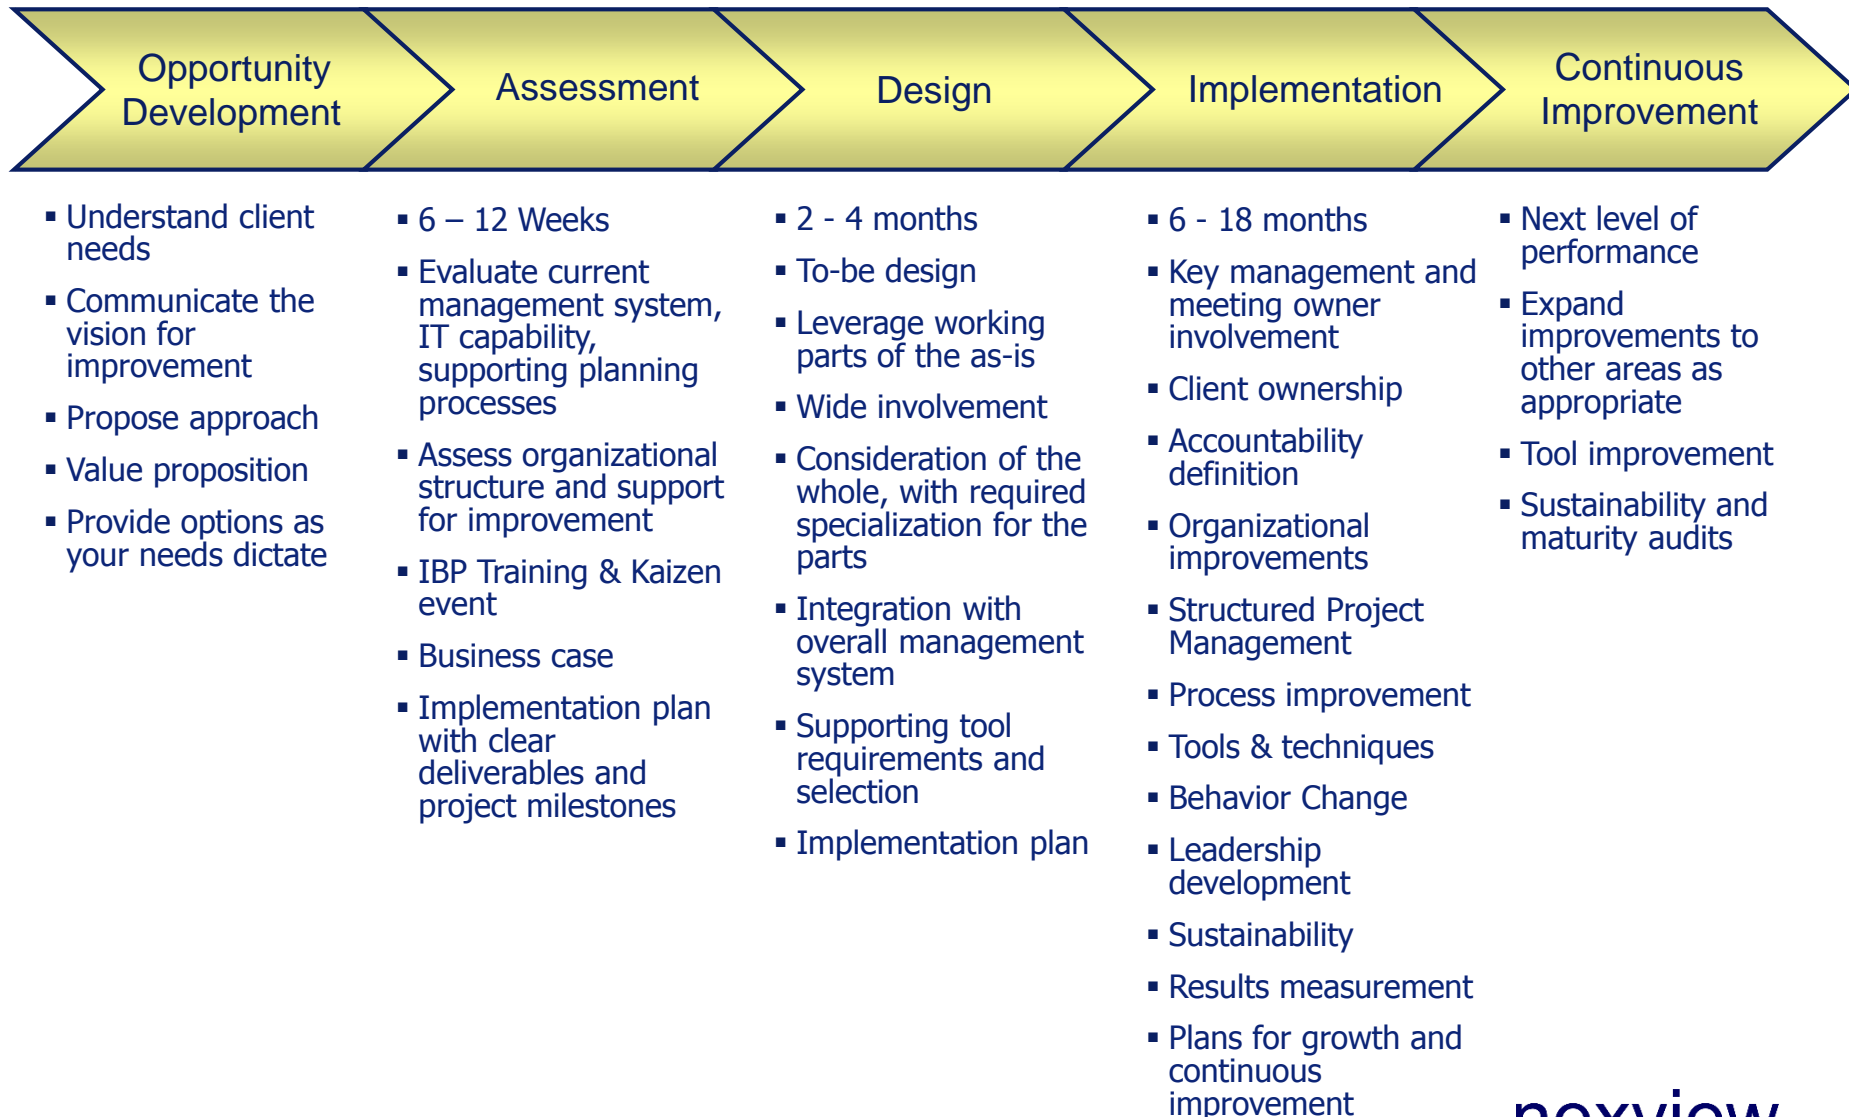 Opportunity
Development
Assessment
Design
Implementation
Continuous
Improvement
▪ Understand client
needs
▪ Communicate the
vision for
improvement
▪ Propose approach
▪ Value proposition
▪ Provide options as
your needs dictate
▪ 6 – 12 Weeks
▪ Evaluate current
management system,
IT capability,
supporting planning
processes
▪ Assess organizational
structure and support
for improvement
▪ IBP Training & Kaizen
event
▪ Business case
▪ Implementation plan
with clear
deliverables and
project milestones
▪ 2 - 4 months
▪ To-be design
▪ Leverage working
parts of the as-is
▪ Wide involvement
▪ Consideration of the
whole, with required
specialization for the
parts
▪ Integration with
overall management
system
▪ Supporting tool
requirements and
selection
▪ Implementation plan
▪ 6 - 18 months
▪ Key management and
meeting owner
involvement
▪ Client ownership
▪ Accountability
definition
▪ Organizational
improvements
▪ Structured Project
Management
▪ Process improvement
▪ Tools & techniques
▪ Behavior Change
▪ Leadership
development
▪ Sustainability
▪ Results measurement
▪ Plans for growth and
continuous
improvement
▪ Next level of
performance
▪ Expand
improvements to
other areas as
appropriate
▪ Tool improvement
▪ Sustainability and
maturity audits
nexview